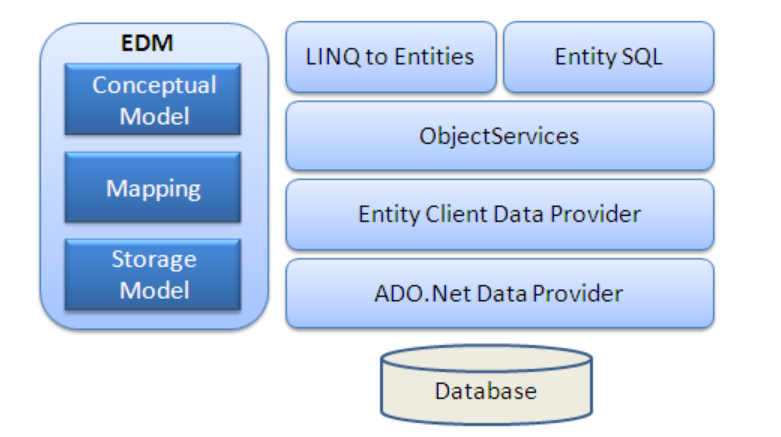 EDM
Conceptual
Model
Mapping
Storage
Model
LINQ to Entities
Entity SQL
ObjectServices
Entity Client Data Provider
ADO.Net Data Provider
Database